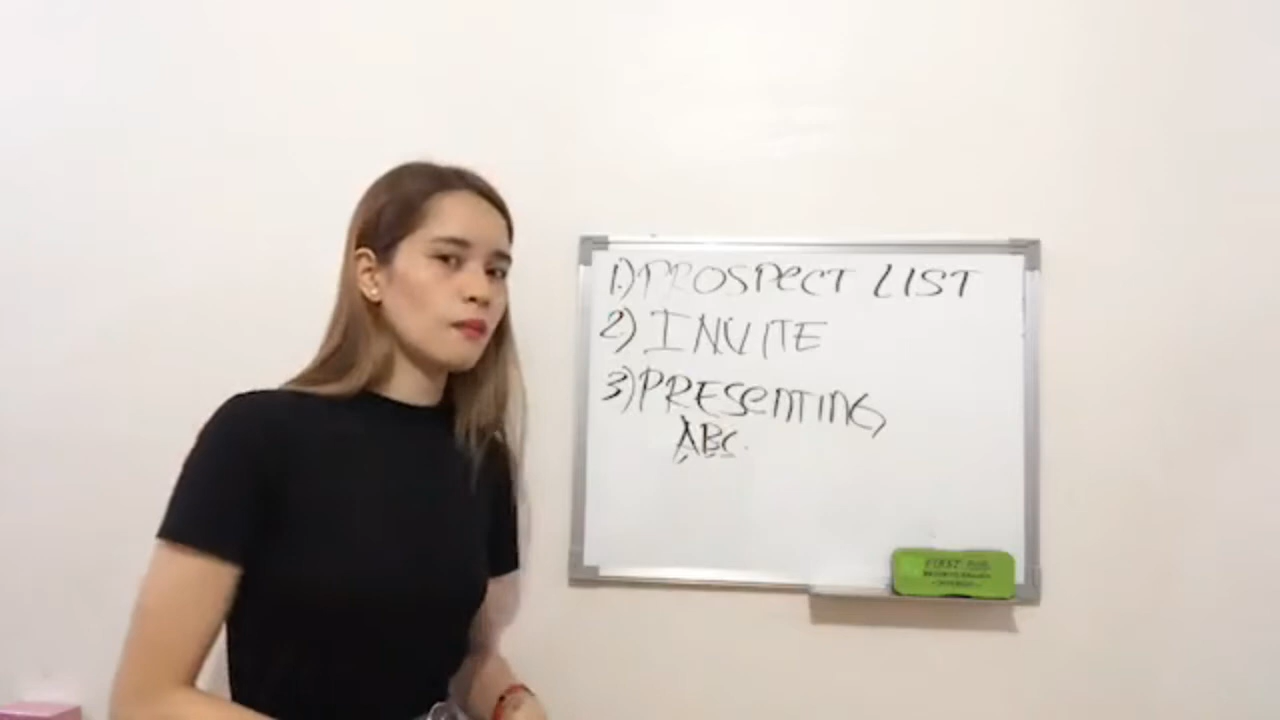 1.) PROSPECT LIST
2) INVITE
3) PRESENTING
ABC.